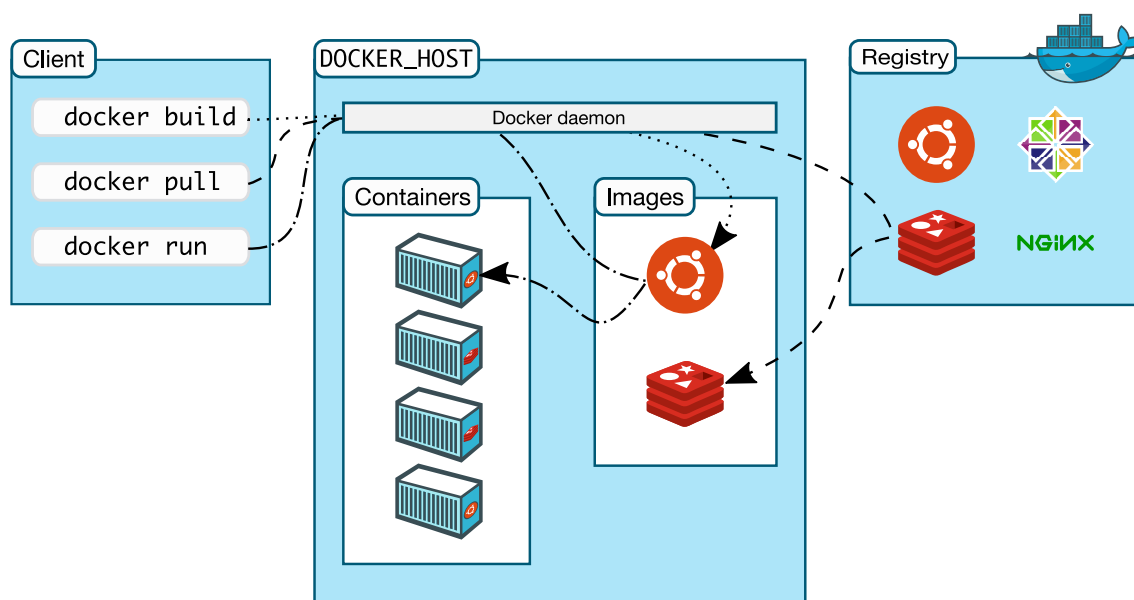 Client
docker build
docker pull
docker run
DOCKER_HOST
Docker daemon
Containers
Images
Registry
NGINX